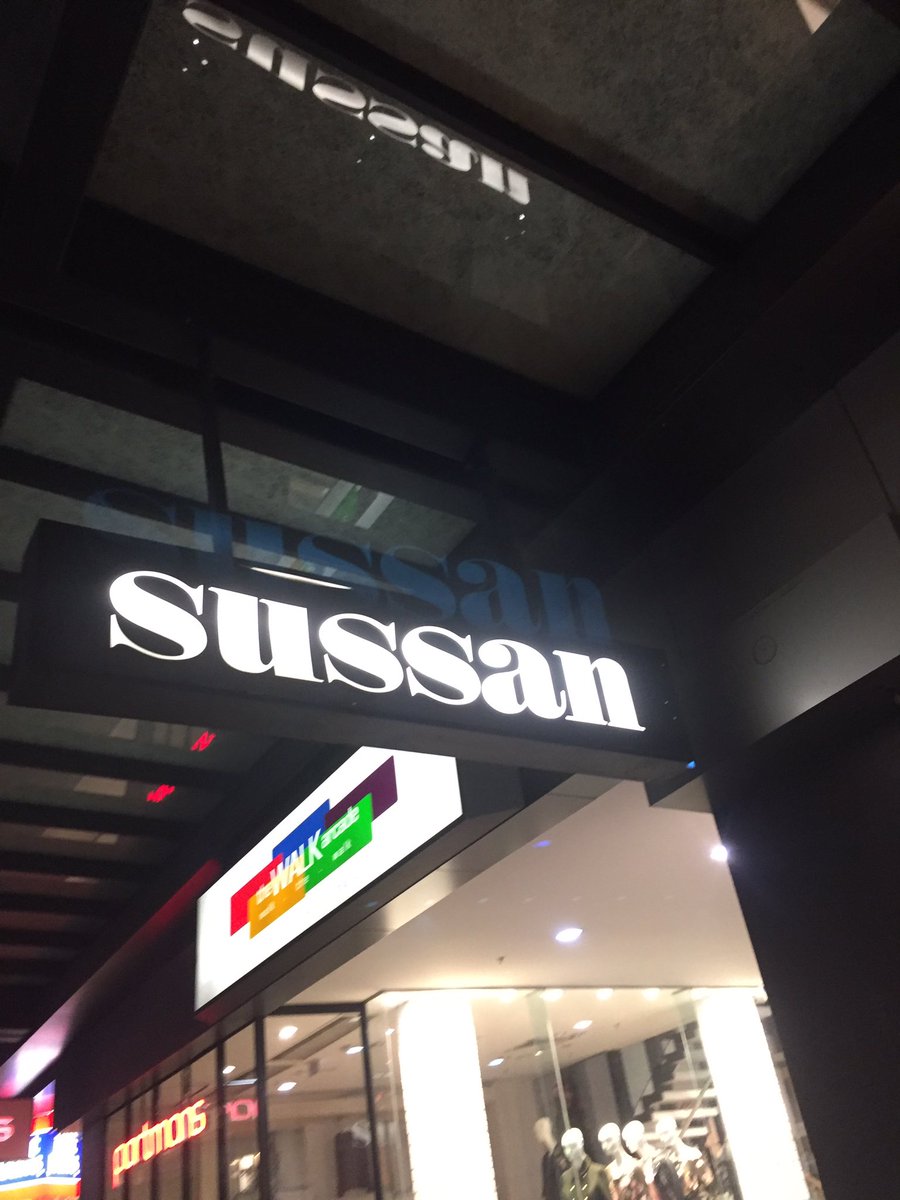 sussan
the WALK arcade
portmans